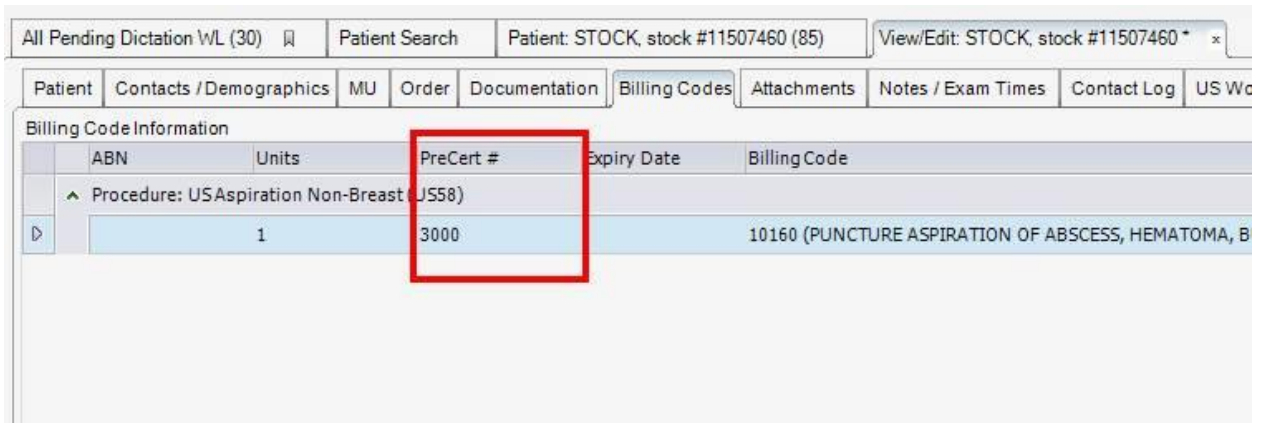 All Pending Dictation WL (30) Patient Search Patient: STOCK, stock #11507460 (85) View/Edit: STOCK, stock #11507460 * x
Patient Contacts / Demographics MU Order Documentation Billing Codes Attachments Notes / Exam Times Contact Log US Wo
Billing Code Information
ABN Units PreCert # Expiry Date Billing Code
Procedure: US Aspiration Non-Breast (US58)
1 3000 10160 (PUNCTURE ASPIRATION OF ABSCESS, HEMATOMA, B